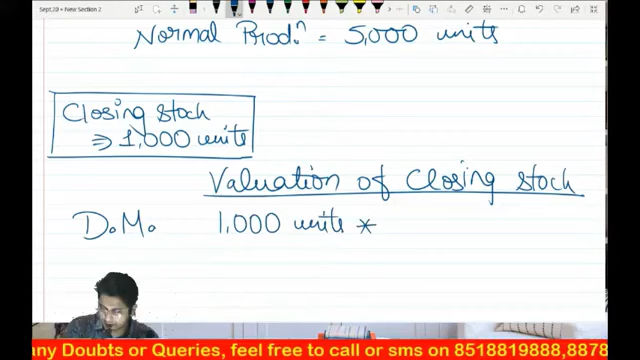 Sept.20 - New Section 2
Normal Prodⁿ. = 5,000 units
Closing stock
⇒ 1,000 units
Valuation of Closing stock
D.M. 1,000 units *
any Doubts or Queries, feel free to call or sms on 8518819888,8878